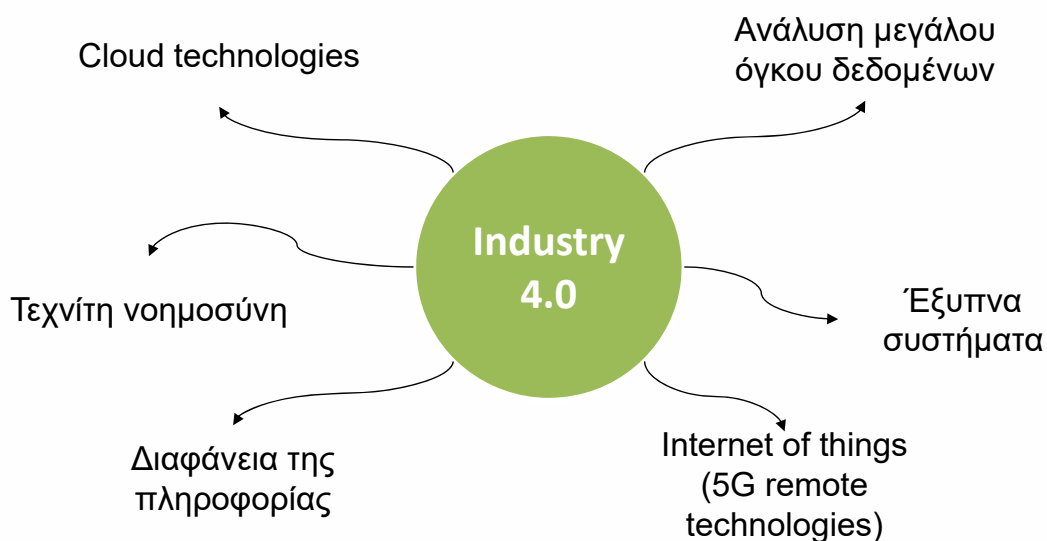 Cloud technologies
Ανάλυση μεγάλου
όγκου δεδομένων
Industry
4.0
Τεχνίτη νοημοσύνη
Έξυπνα
συστήματα
Διαφάνεια της
πληροφορίας
Internet of things
(5G remote
technologies)